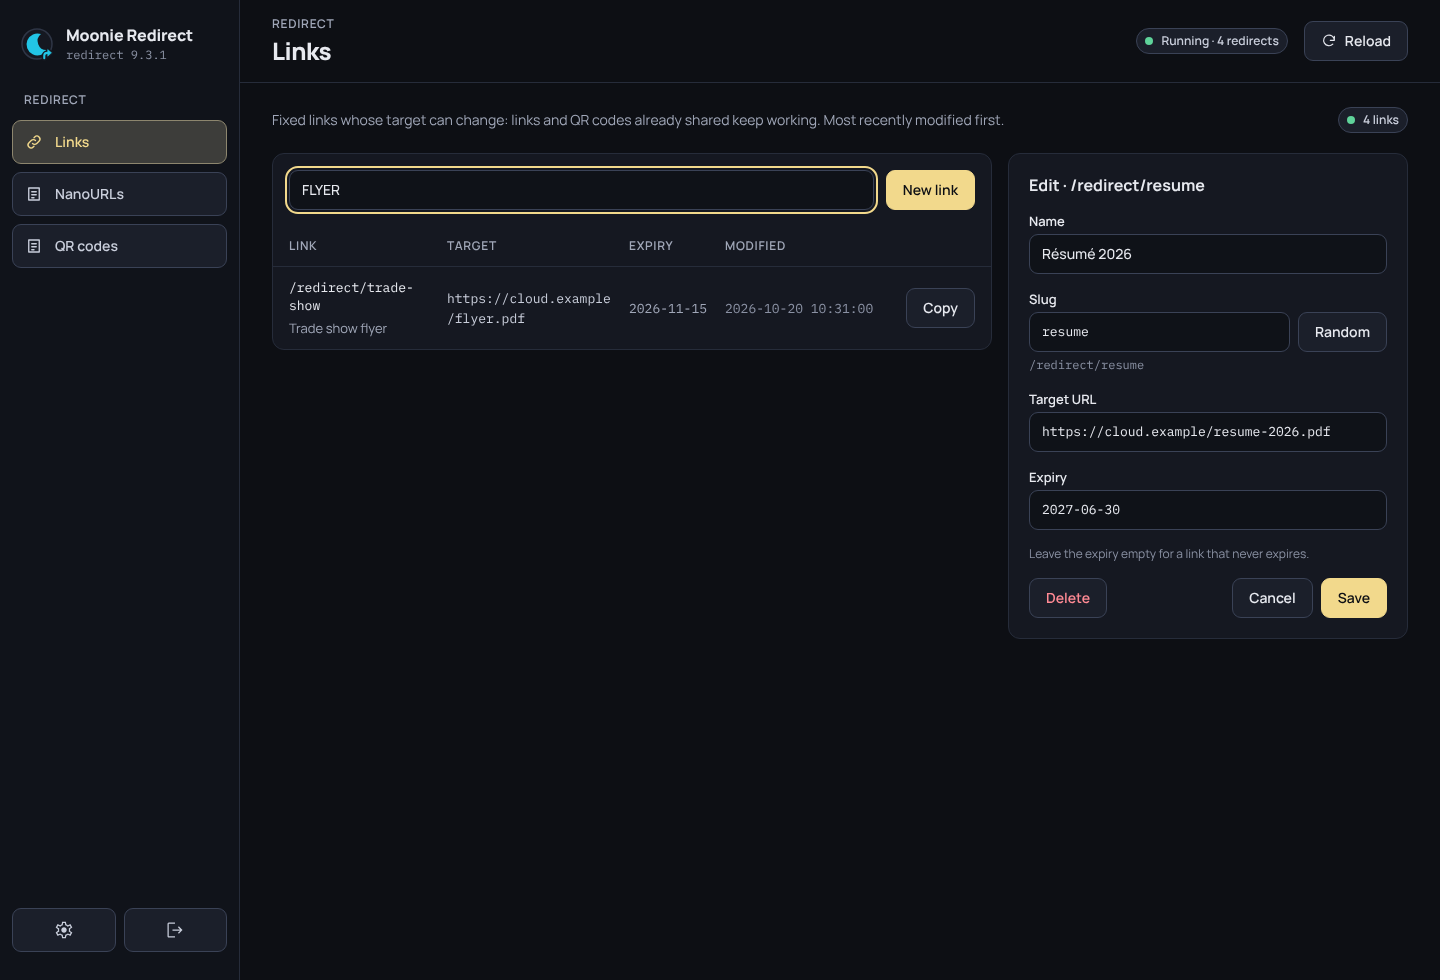 Moonie Redirect
redirect 9.3.1
REDIRECT
Links
NanoURLs
QR codes
REDIRECT
Links
Running · 4 redirects
Reload
Fixed links whose target can change: links and QR codes already shared keep working. Most recently modified first.
4 links
FLYER
New link
LINK TARGET EXPIRY MODIFIED
/redirect/trade-
show
Trade show flyer
https://cloud.example
/flyer.pdf
2026-11-15
2026-10-20 10:31:00
Copy
Edit · /redirect/resume
Name
Résumé 2026
Slug
resume
Random
/redirect/resume
Target URL
https://cloud.example/resume-2026.pdf
Expiry
2027-06-30
Leave the expiry empty for a link that never expires.
Delete
Cancel
Save